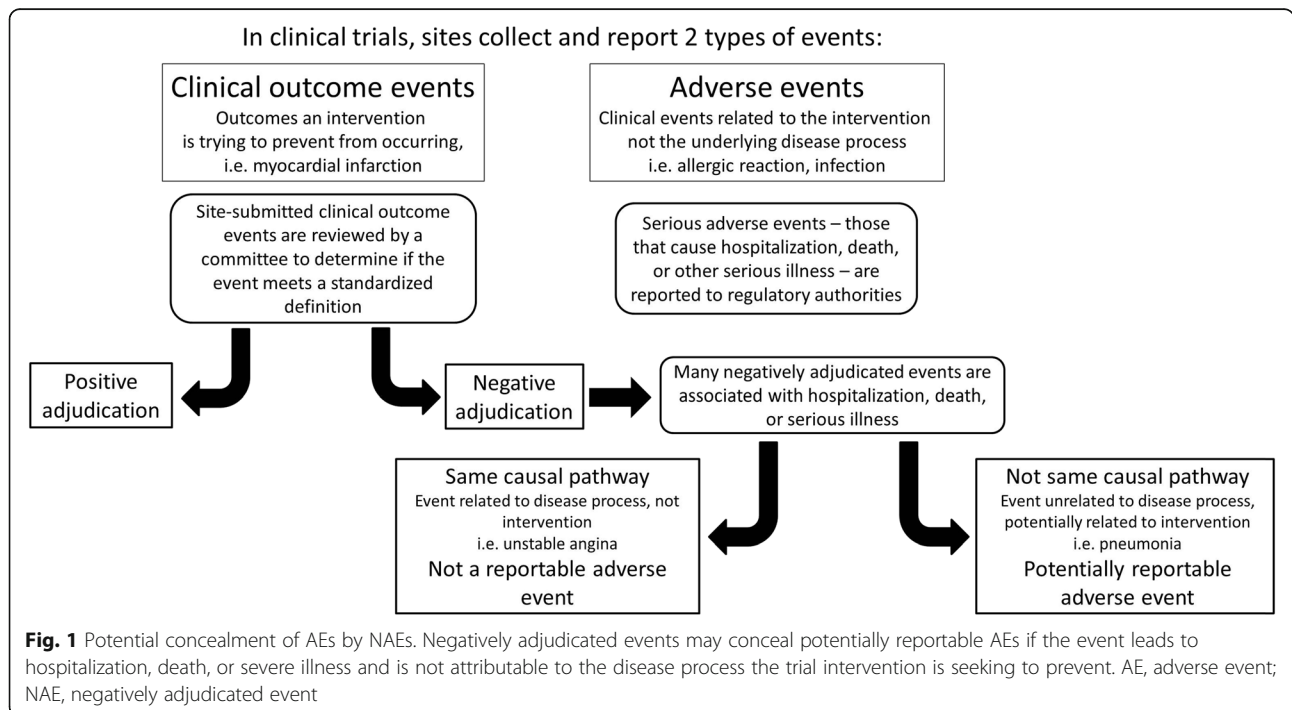 In clinical trials, sites collect and report 2 types of events:
Clinical outcome events
Outcomes an intervention
is trying to prevent from occurring,
i.e. myocardial infarction
Adverse events
Clinical events related to the intervention
not the underlying disease process
i.e. allergic reaction, infection
Site-submitted clinical outcome
events are reviewed by a
committee to determine if the
event meets a standardized
definition
Serious adverse events – those
that cause hospitalization, death,
or other serious illness – are
reported to regulatory authorities
Positive
adjudication
Negative
adjudication
Many negatively adjudicated events are
associated with hospitalization, death,
or serious illness
Same causal pathway
Event related to disease process, not
intervention
i.e. unstable angina
Not a reportable adverse
event
Not same causal pathway
Event unrelated to disease process,
potentially related to intervention
i.e. pneumonia
Potentially reportable
adverse event
Fig. 1 Potential concealment of AEs by NAEs. Negatively adjudicated events may conceal potentially reportable AEs if the event leads to
hospitalization, death, or severe illness and is not attributable to the disease process the trial intervention is seeking to prevent. AE, adverse event;
NAE, negatively adjudicated event